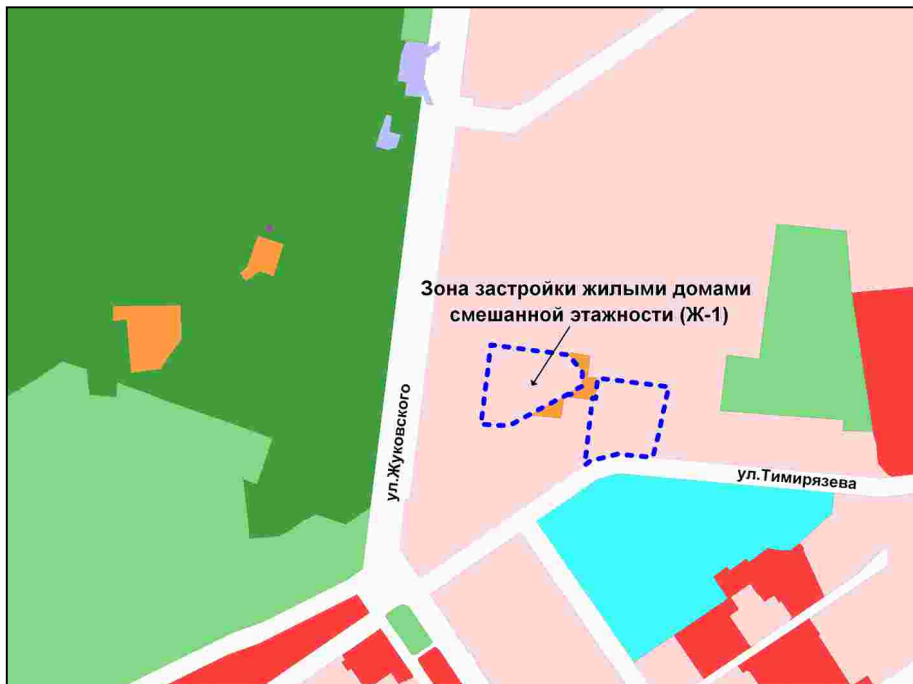 Зона застройки жилыми домами
смешанной этажности (Ж-1)
ул.Жуковского
ул.Тимирязева